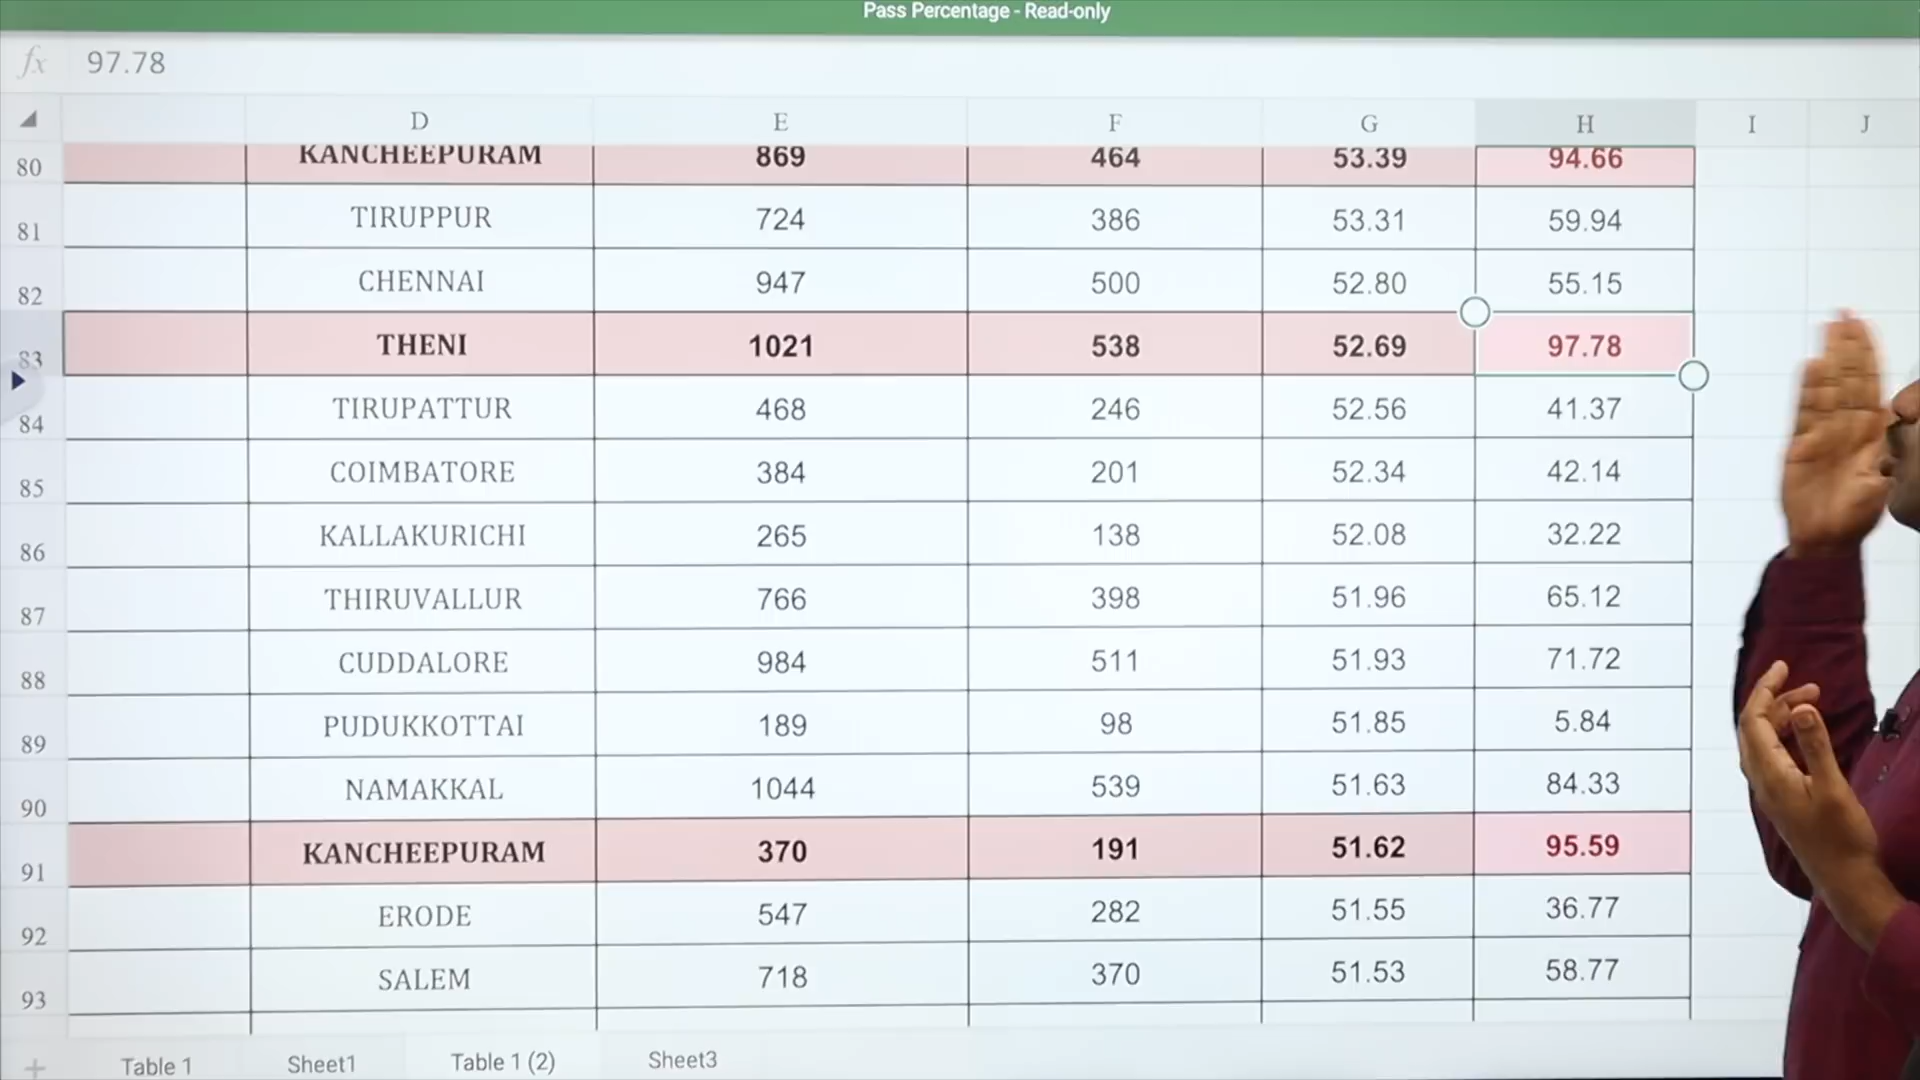 Pass Percentage - Read-only
fx 97.78
D E F G H I J
80 KANCHEEPURAM 869 464 53.39 94.66
81 TIRUPPUR 724 386 53.31 59.94
82 CHENNAI 947 500 52.80 55.15
83 THENI 1021 538 52.69 97.78
84 TIRUPATTUR 468 246 52.56 41.37
85 COIMBATORE 384 201 52.34 42.14
86 KALLAKURICHI 265 138 52.08 32.22
87 THIRUVALLUR 766 398 51.96 65.12
88 CUDDALORE 984 511 51.93 71.72
89 PUDUKKOTTAI 189 98 51.85 5.84
90 NAMAKKAL 1044 539 51.63 84.33
91 KANCHEEPURAM 370 191 51.62 95.59
92 ERODE 547 282 51.55 36.77
93 SALEM 718 370 51.53 58.77
+ Table 1 Sheet1 Table 1 (2) Sheet3